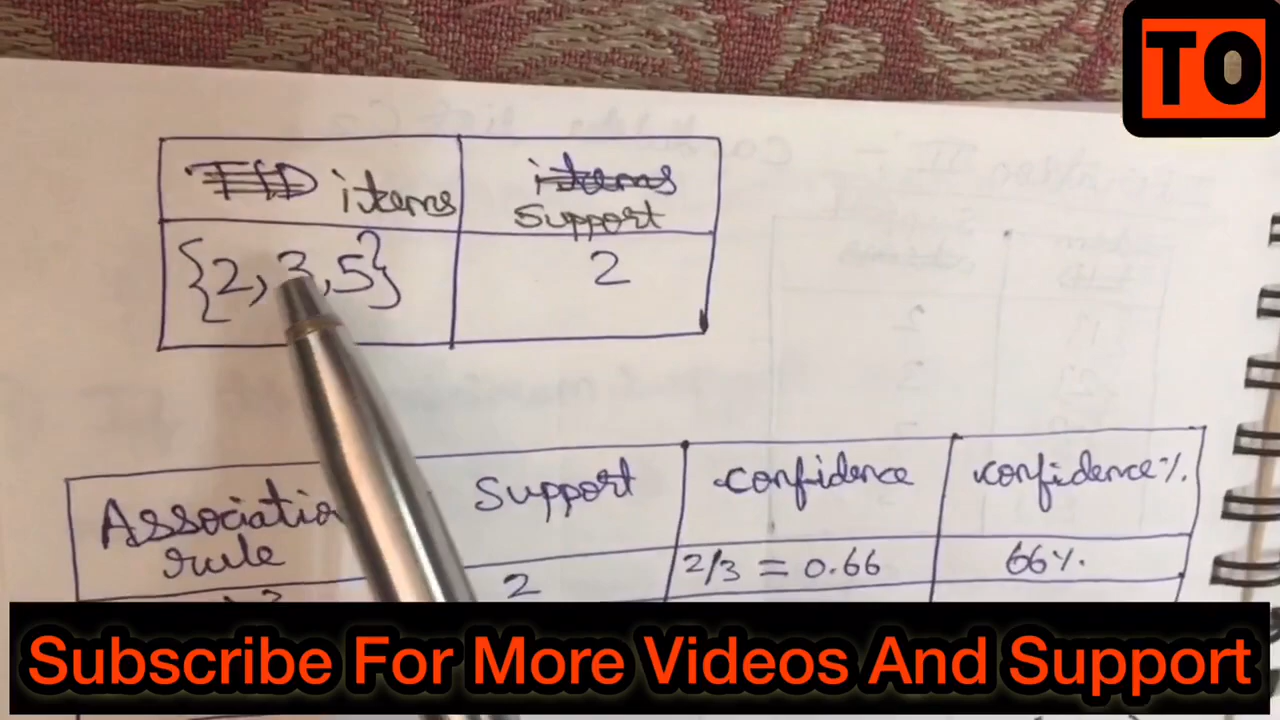 TO
TID items
items
support
{2, 3, 5}
2
Association
rule
Support
confidence
confidence%.
2
2/3 = 0.66
66%.
Subscribe For More Videos And Support